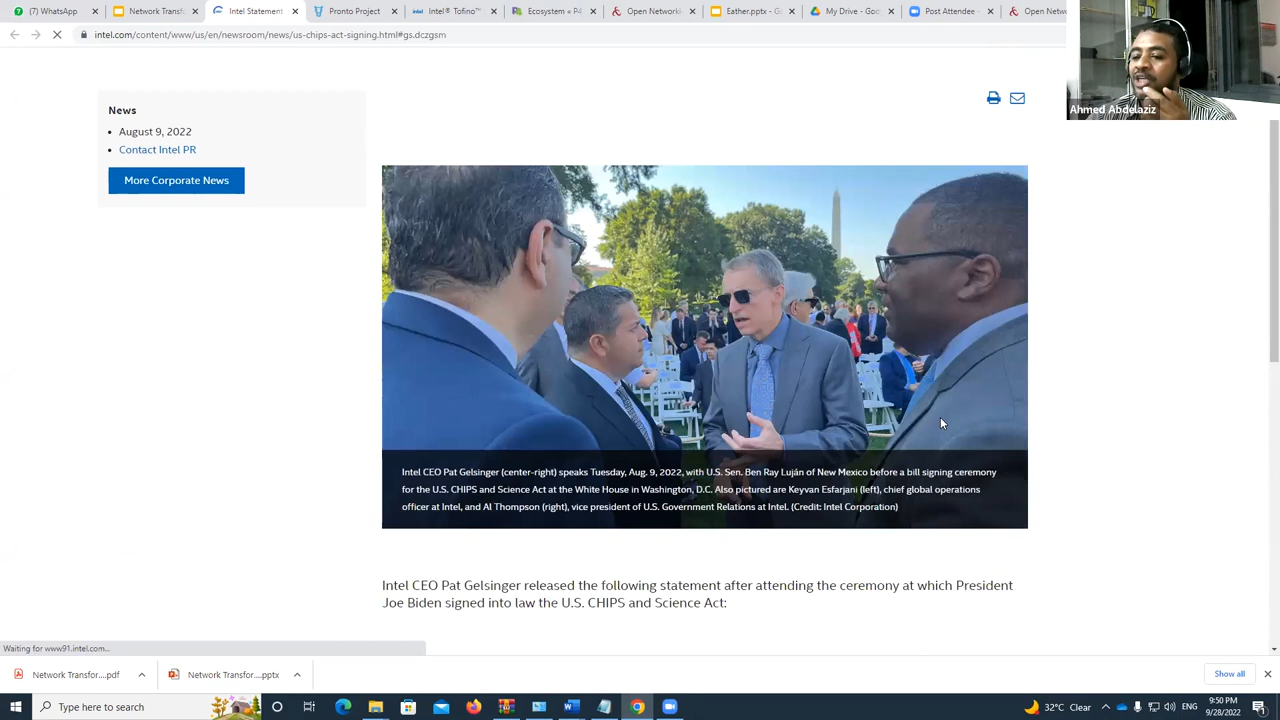 WhatsApp
Network Transfor
Intel Statement
Pronto Project
Intel® Tofino™
Ecosystem « P4
Open Network
Eather.pptx - G
My Drive - Goo
Post Attendee
Open Netwo
intel.com/content/www/us/en/newsroom/news/us-chips-act-signing.html#gs.dczgsm
Ahmed Abdelaziz
News
August 9, 2022
Contact Intel PR
More Corporate News
Intel CEO Pat Gelsinger (center-right) speaks Tuesday, Aug. 9, 2022, with U.S. Sen. Ben Ray Luján of New Mexico before a bill signing ceremony
for the U.S. CHIPS and Science Act at the White House in Washington, D.C. Also pictured are Keyvan Esfarjani (left), chief global operations
officer at Intel, and Al Thompson (right), vice president of U.S. Government Relations at Intel. (Credit: Intel Corporation)
Intel CEO Pat Gelsinger released the following statement after attending the ceremony at which President
Joe Biden signed into law the U.S. CHIPS and Science Act:
Waiting for www91.intel.com...
Network Transfor....pdf
Network Transfor....pptx
Show all
Type here to search
32°C Clear
ENG
9:50 PM
9/28/2022